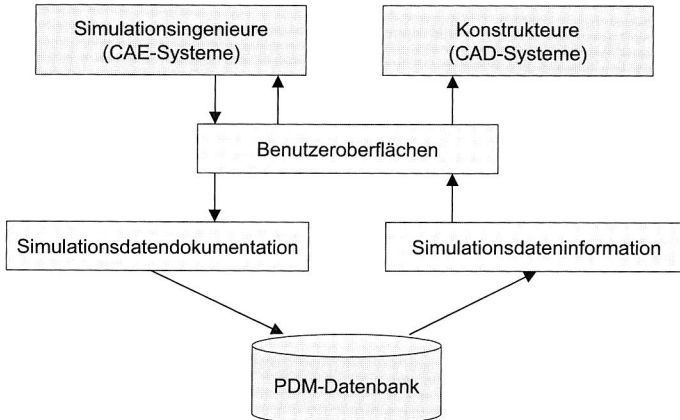 Simulationsingenieure
(CAE-Systeme)
Konstrukteure
(CAD-Systeme)
Benutzeroberflächen
Simulationsdatendokumentation
Simulationsdateninformation
PDM-Datenbank